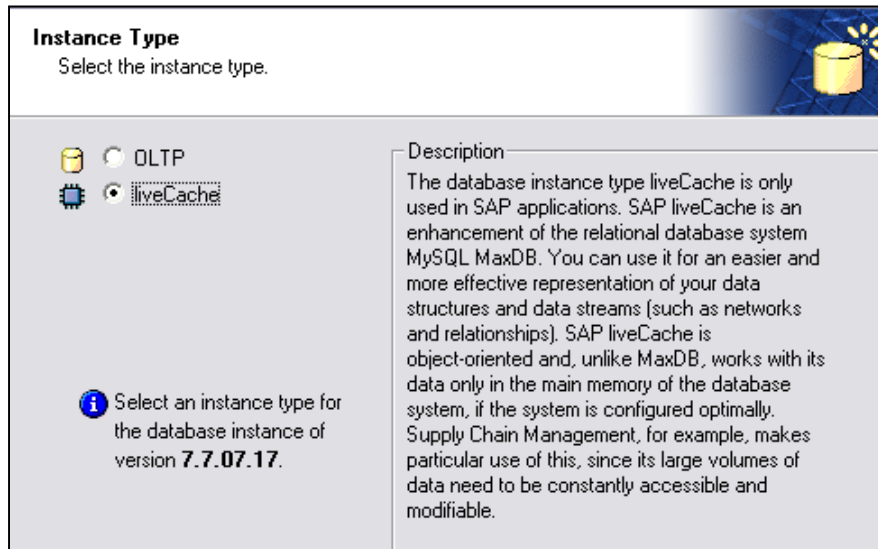 Instance Type
Select the instance type.
OLTP
liveCache
Select an instance type for
the database instance of
version 7.7.07.17.
Description
The database instance type liveCache is only
used in SAP applications. SAP liveCache is an
enhancement of the relational database system
MySQL MaxDB. You can use it for an easier and
more effective representation of your data
structures and data streams (such as networks
and relationships). SAP liveCache is
object-oriented and, unlike MaxDB, works with its
data only in the main memory of the database
system, if the system is configured optimally.
Supply Chain Management, for example, makes
particular use of this, since its large volumes of
data need to be constantly accessible and
modifiable.